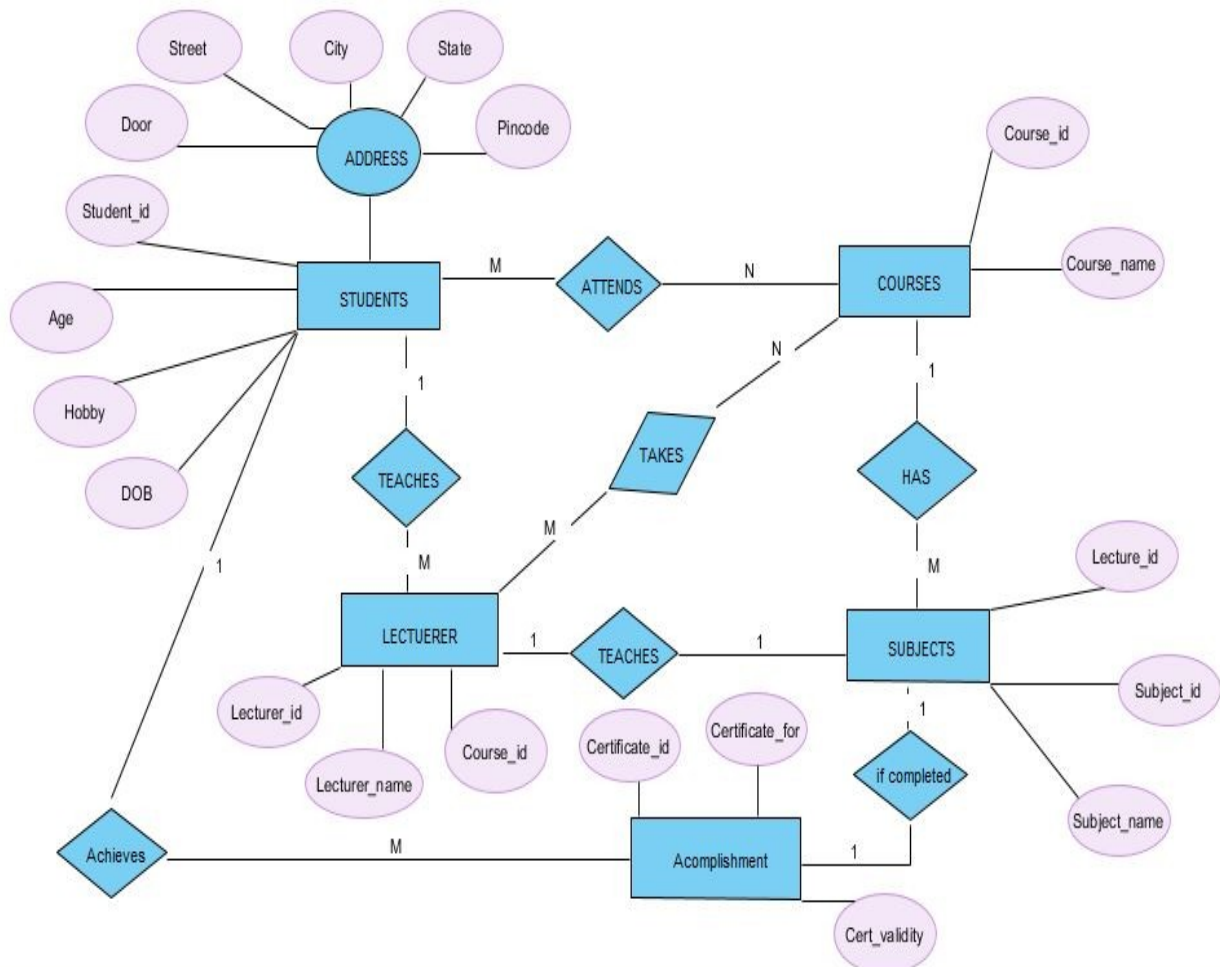 Street
City
State
Door
Pincode
ADDRESS
Course_id
Student_id
Course_name
STUDENTS
M
ATTENDS
N
COURSES
Age
Hobby
DOB
1
TEACHES
M
N
TAKES
M
1
HAS
M
Lecture_id
1
LECTUERER
1
TEACHES
1
SUBJECTS
Subject_id
Lecturer_id
Lecturer_name
Course_id
Certificate_id
Certificate_for
1
if completed
Subject_name
Achieves
M
Acomplishment
1
Cert_validity